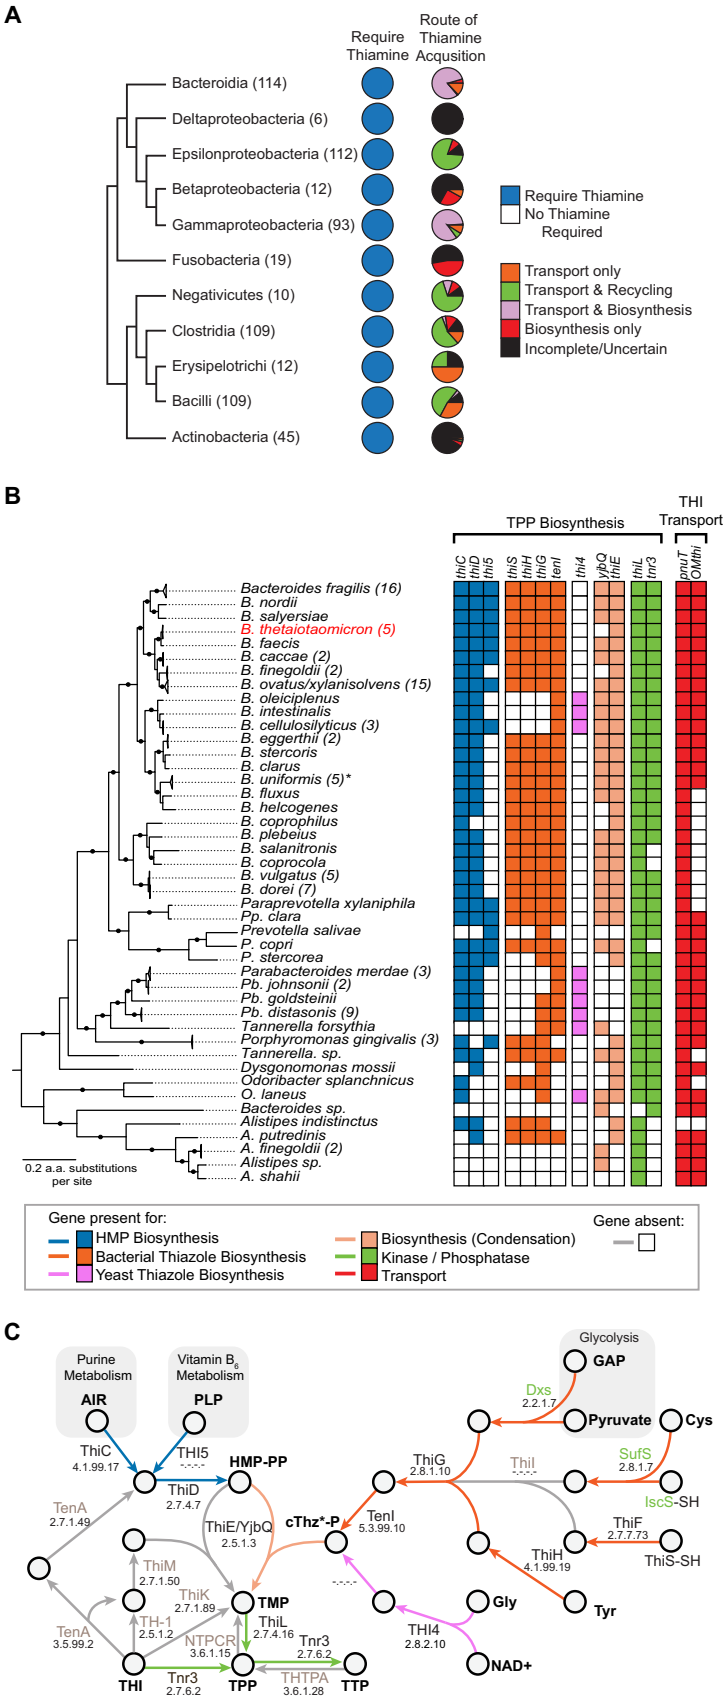 A
Require
Thiamine
Route of
Thiamine
Acqusition
Bacteroidia (114)
Deltaproteobacteria (6)
Epsilonproteobacteria (112)
Betaproteobacteria (12)
Gammaproteobacteria (93)
Fusobacteria (19)
Negativicutes (10)
Clostridia (109)
Erysipelotrichi (12)
Bacilli (109)
Actinobacteria (45)
Require Thiamine
No Thiamine
Required
Transport only
Transport & Recycling
Transport & Biosynthesis
Biosynthesis only
Incomplete/Uncertain
B
TPP Biosynthesis
THI
Transport
thiC thiD thi5 thiS thiH thiG tenI thi4 yjbQ thiE thiL tnr3 pnuT OMthi
Bacteroides fragilis (16)
B. nordii
B. salyersiae
B. thetaiotaomicron (5)
B. faecis
B. caccae (2)
B. finegoldii (2)
B. ovatus/xylanisolvens (15)
B. oleiciplenus
B. intestinalis
B. cellulosilyticus (3)
B. eggerthii (2)
B. stercoris
B. clarus
B. uniformis (5)*
B. fluxus
B. helcogenes
B. coprophilus
B. plebeius
B. salanitronis
B. coprocola
B. vulgatus (5)
B. dorei (7)
Paraprevotella xylaniphila
Pp. clara
Prevotella salivae
P. copri
P. stercorea
Parabacteroides merdae (3)
Pb. johnsonii (2)
Pb. goldsteinii
Pb. distasonis (9)
Tannerella forsythia
Porphyromonas gingivalis (3)
Tannerella. sp.
Dysgonomonas mossii
Odoribacter splanchnicus
O. laneus
Bacteroides sp.
Alistipes indistinctus
A. putredinis
A. finegoldii (2)
Alistipes sp.
A. shahii
0.2 a.a. substitutions
per site
Gene present for:
HMP Biosynthesis
Bacterial Thiazole Biosynthesis
Yeast Thiazole Biosynthesis
Biosynthesis (Condensation)
Kinase / Phosphatase
Transport
Gene absent:
C
Purine
Metabolism
AIR
Vitamin B6
Metabolism
PLP
Glycolysis
GAP
Dxs
2.2.1.7
Pyruvate
Cys
ThiC
4.1.99.17
THI5
-.-.-.-
HMP-PP
ThiD
2.7.4.7
ThiG
2.8.1.10
ThiI
-.-.-.-
SufS
2.8.1.7
IscS-SH
TenA
2.7.1.49
ThiE/YjbQ
2.5.1.3
cThz*-P
TenI
5.3.99.10
ThiF
2.7.7.73
ThiS-SH
ThiH
4.1.99.19
ThiM
2.7.1.50
ThiK
2.7.1.89
-.-.-.-
TMP
Gly
Tyr
TenA
3.5.99.2
TH-1
2.5.1.2
NTPCR
3.6.1.15
ThiL
2.7.4.16
THI4
2.8.2.10
NAD+
Tnr3
2.7.6.2
THI
Tnr3
2.7.6.2
TPP
THTPA
3.6.1.28
TTP